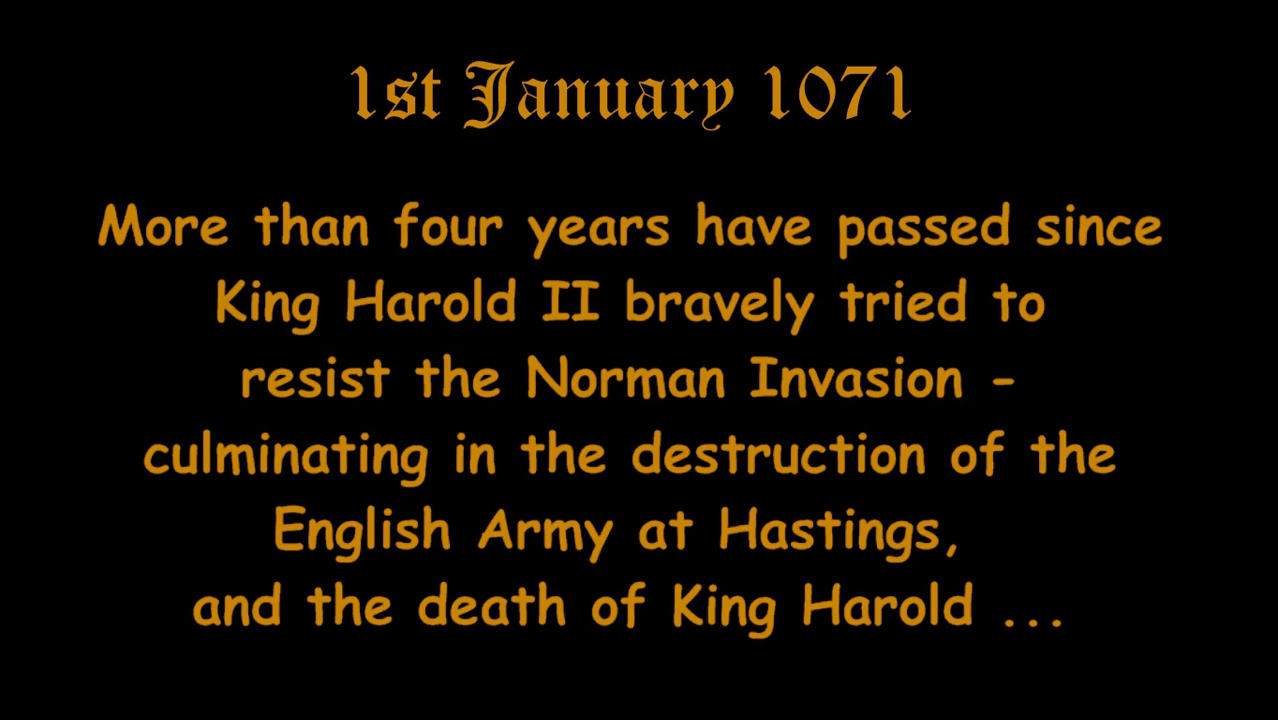 1st January 1071
More than four years have passed since
King Harold II bravely tried to
resist the Norman Invasion -
culminating in the destruction of the
English Army at Hastings,
and the death of King Harold ...